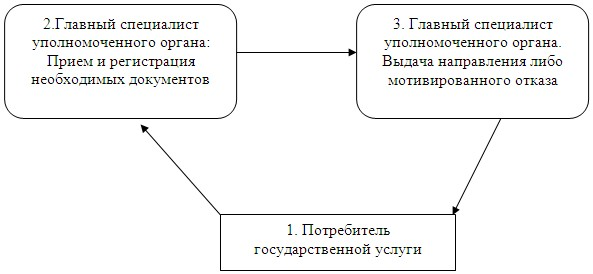 2.Главный специалист
уполномоченного органа:
Прием и регистрация
необходимых документов
3. Главный специалист
уполномоченного органа.
Выдача направления либо
мотивированного отказа
1. Потребитель
государственной услуги